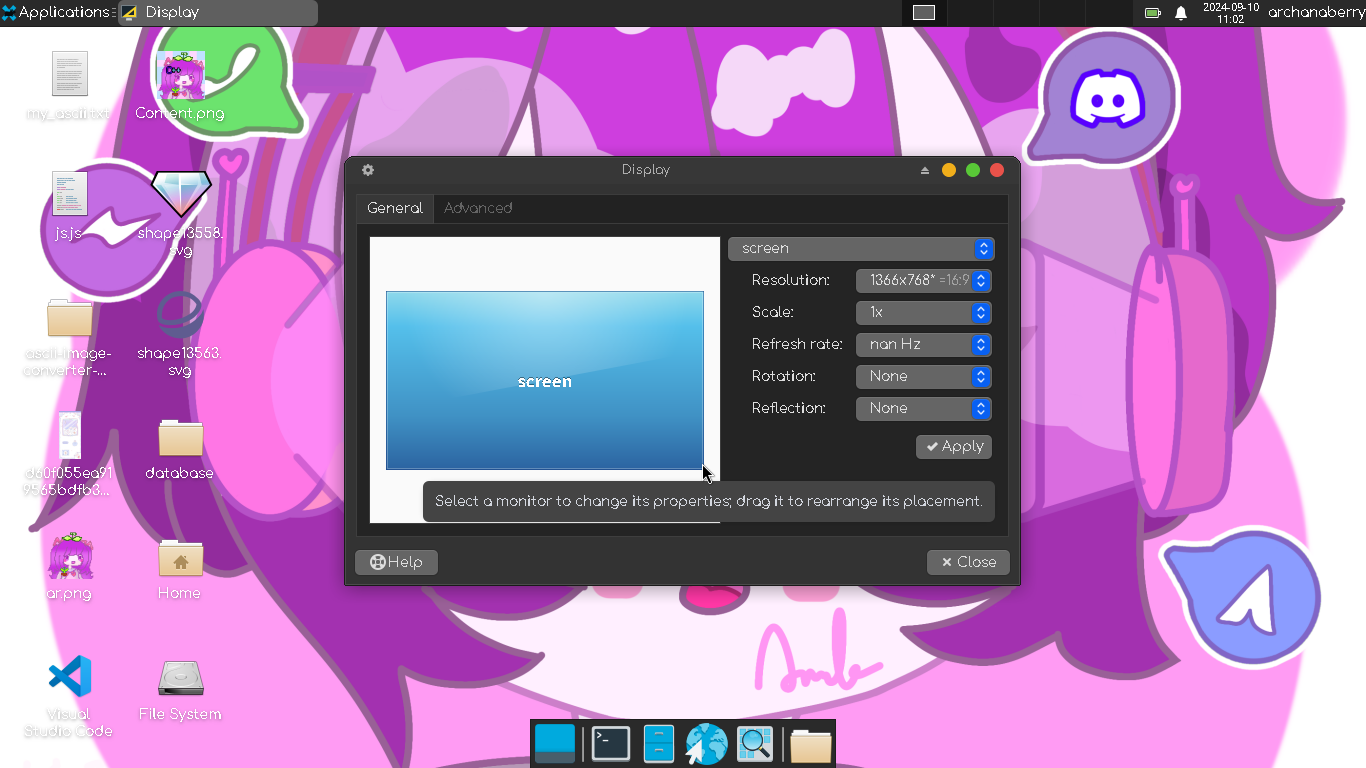 Applications
Display
2024-09-10
11:02
archanaberry
my_ascii.txt
Content.png
js.js
shape13558.
svg
ascii-image-
converter-...
shape13563.
svg
d60f055ea91
9565bdfb3...
database
ar.png
Home
Visual
Studio Code
File System
Display
General
Advanced
screen
screen
Resolution:
1366x768* =16:9
Scale:
1x
Refresh rate:
nan Hz
Rotation:
None
Reflection:
None
Apply
Select a monitor to change its properties; drag it to rearrange its placement.
Help
Close
>_